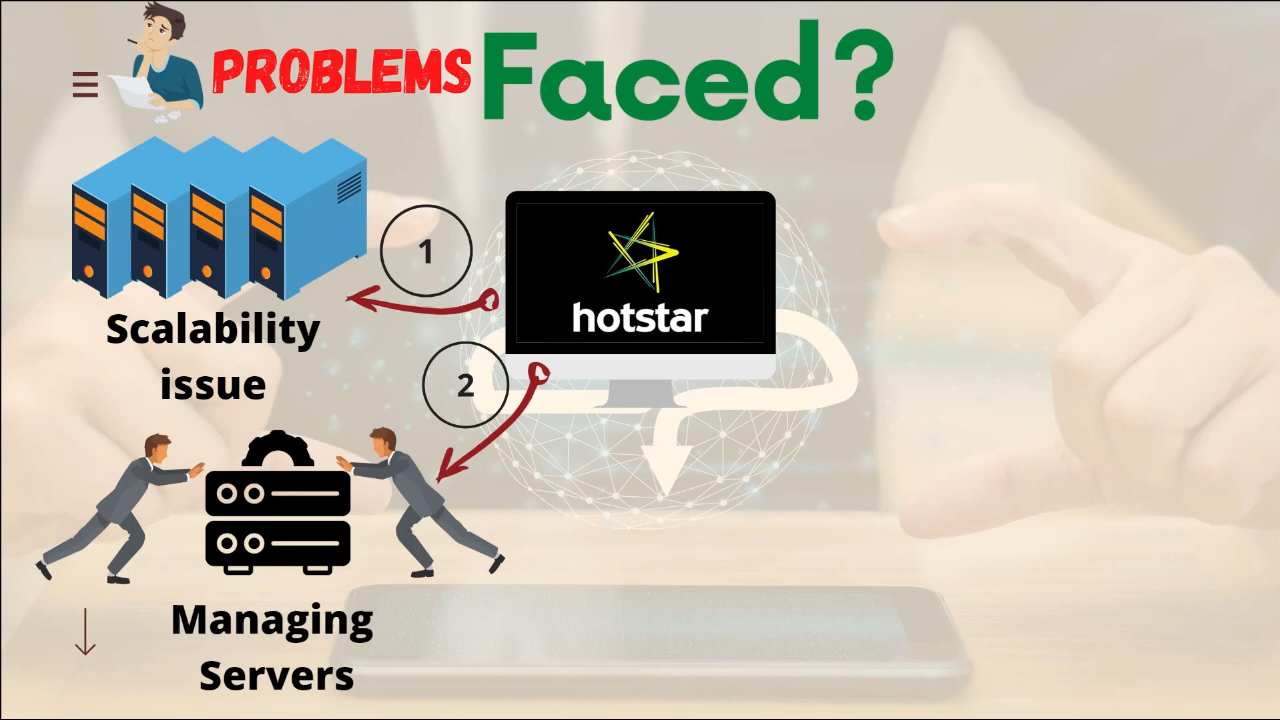 PROBLEMS Faced?
1
hotstar
Scalability
issue
2
Managing
Servers